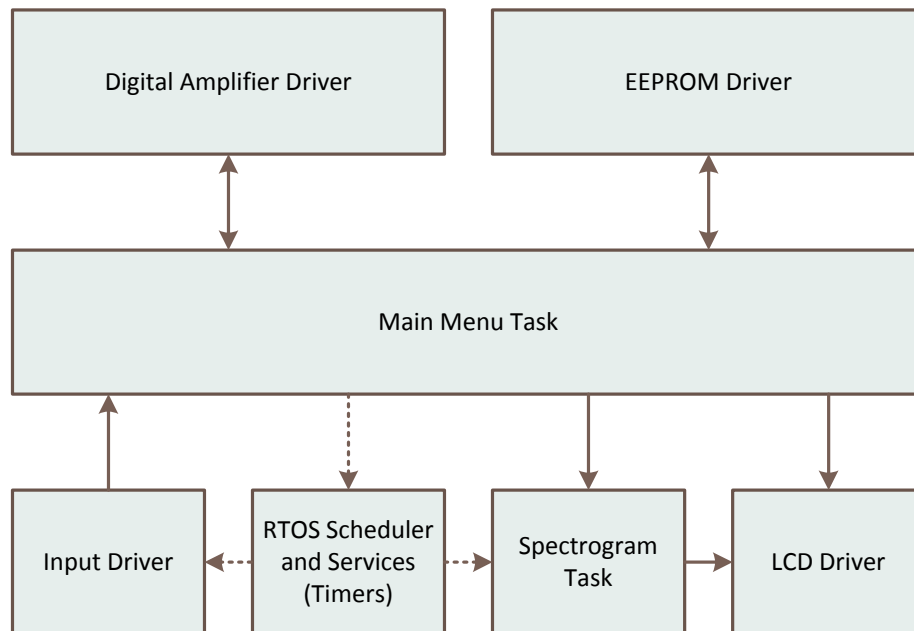 Digital Amplifier Driver
EEPROM Driver
Main Menu Task
Input Driver
RTOS Scheduler
and Services
(Timers)
Spectrogram
Task
LCD Driver